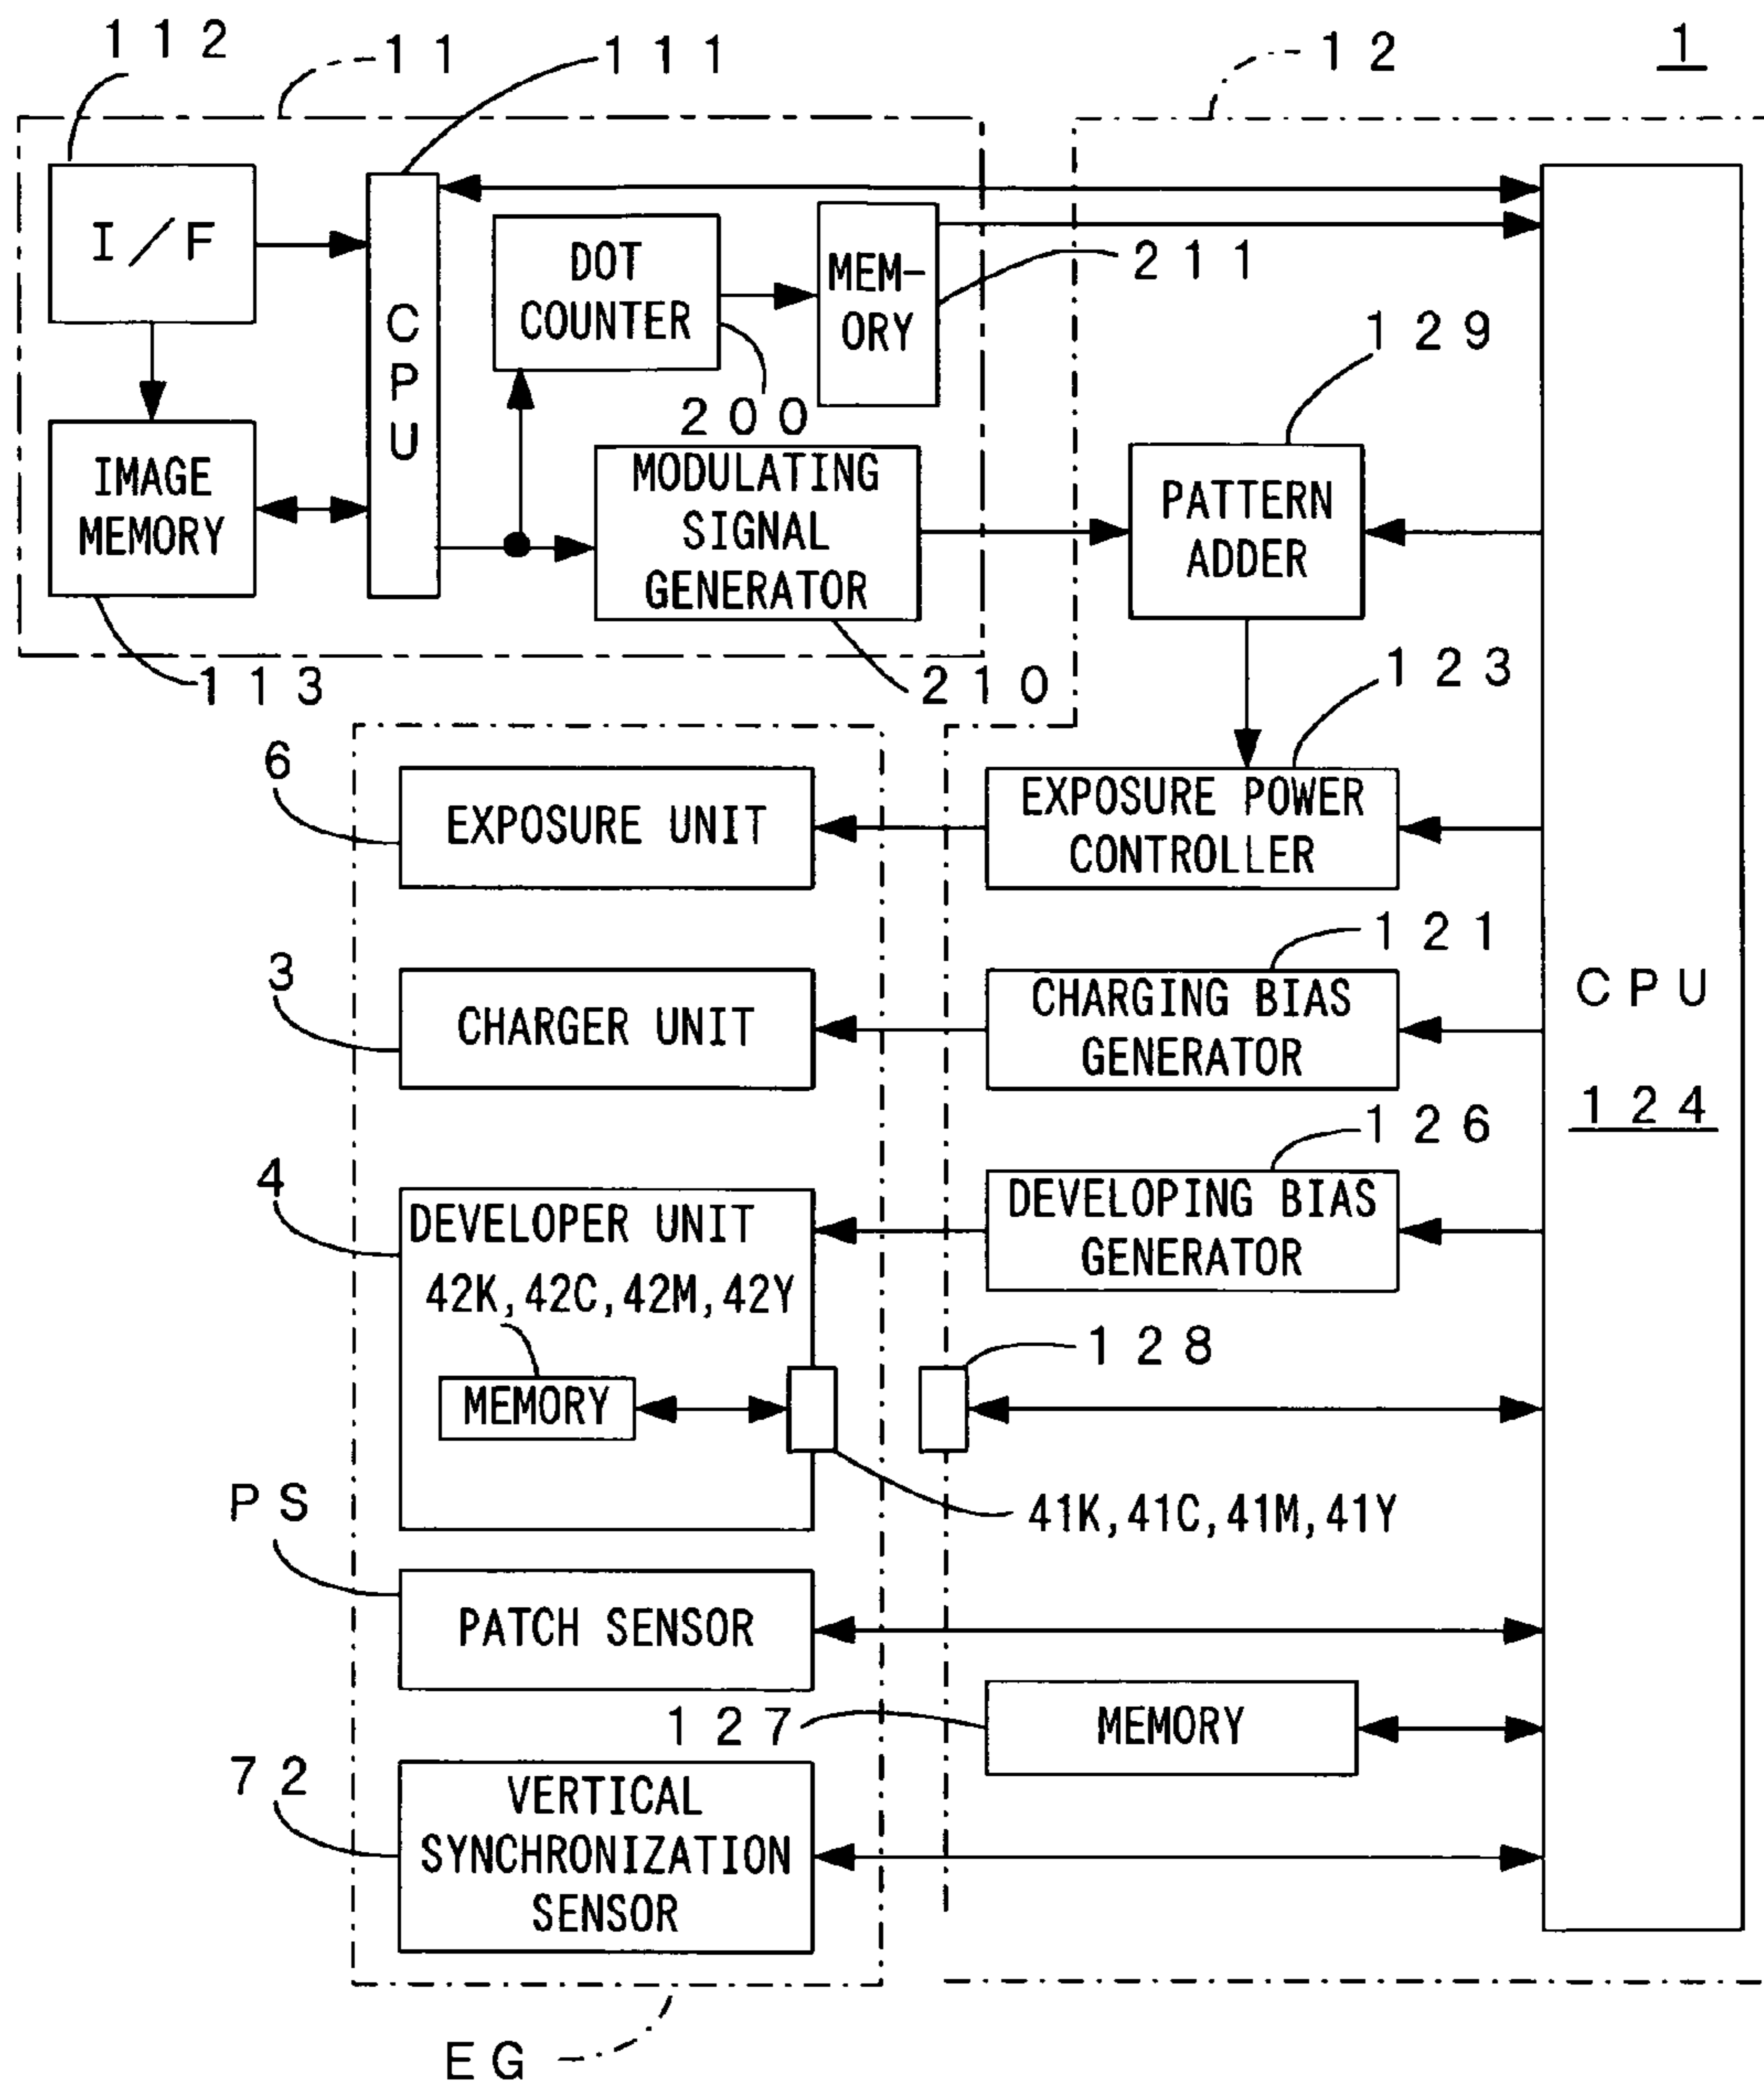 112
11
111
12
1
I/F
CPU
DOT
COUNTER
MEM-
ORY
211
200
129
IMAGE
MEMORY
MODULATING
SIGNAL
GENERATOR
PATTERN
ADDER
113
210
123
6
EXPOSURE UNIT
EXPOSURE POWER
CONTROLLER
121
3
CHARGER UNIT
CHARGING BIAS
GENERATOR
CPU
124
126
4
DEVELOPER UNIT
42K, 42C, 42M, 42Y
DEVELOPING BIAS
GENERATOR
128
MEMORY
41K, 41C, 41M, 41Y
PS
PATCH SENSOR
127
MEMORY
72
VERTICAL
SYNCHRONIZATION
SENSOR
EG